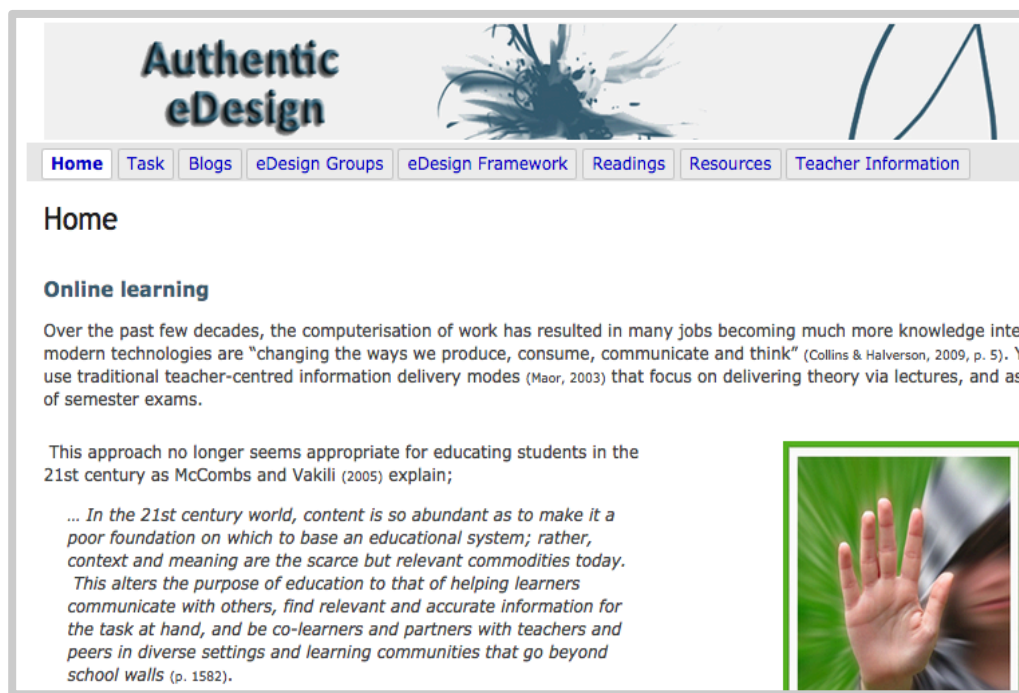 Authentic
eDesign
Home Task Blogs eDesign Groups eDesign Framework Readings Resources Teacher Information
Home
Online learning
Over the past few decades, the computerisation of work has resulted in many jobs becoming much more knowledge inte
modern technologies are “changing the ways we produce, consume, communicate and think” (Collins & Halverson, 2009, p. 5).
use traditional teacher-centred information delivery modes (Maor, 2003) that focus on delivering theory via lectures, and as
of semester exams.
This approach no longer seems appropriate for educating students in the
21st century as McCombs and Vakili (2005) explain;
... In the 21st century world, content is so abundant as to make it a
poor foundation on which to base an educational system; rather,
context and meaning are the scarce but relevant commodities today.
This alters the purpose of education to that of helping learners
communicate with others, find relevant and accurate information for
the task at hand, and be co-learners and partners with teachers and
peers in diverse settings and learning communities that go beyond
school walls (p. 1582).